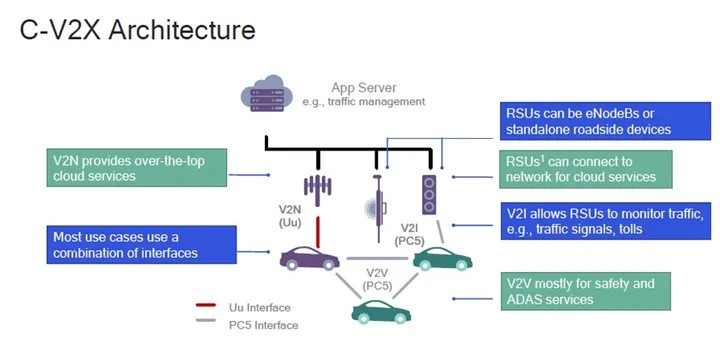 C-V2X Architecture
App Server
e.g., traffic management
RSUs can be eNodeBs or
standalone roadside devices
V2N provides over-the-top
cloud services
RSUs¹ can connect to
network for cloud services
V2N
(Uu)
V2I
(PC5)
V2I allows RSUs to monitor traffic,
e.g., traffic signals, tolls
Most use cases use a
combination of interfaces
V2V
(PC5)
V2V mostly for safety and
ADAS services
Uu Interface
PC5 Interface